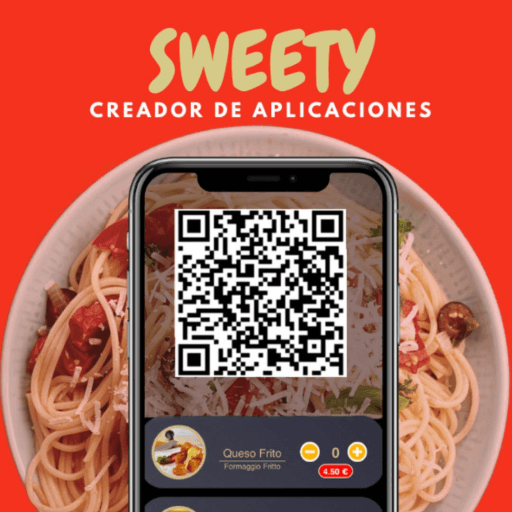 SWEETY
CREADOR DE APLICACIONES
Queso Frito
Formaggio Fritto
0
4.50 €